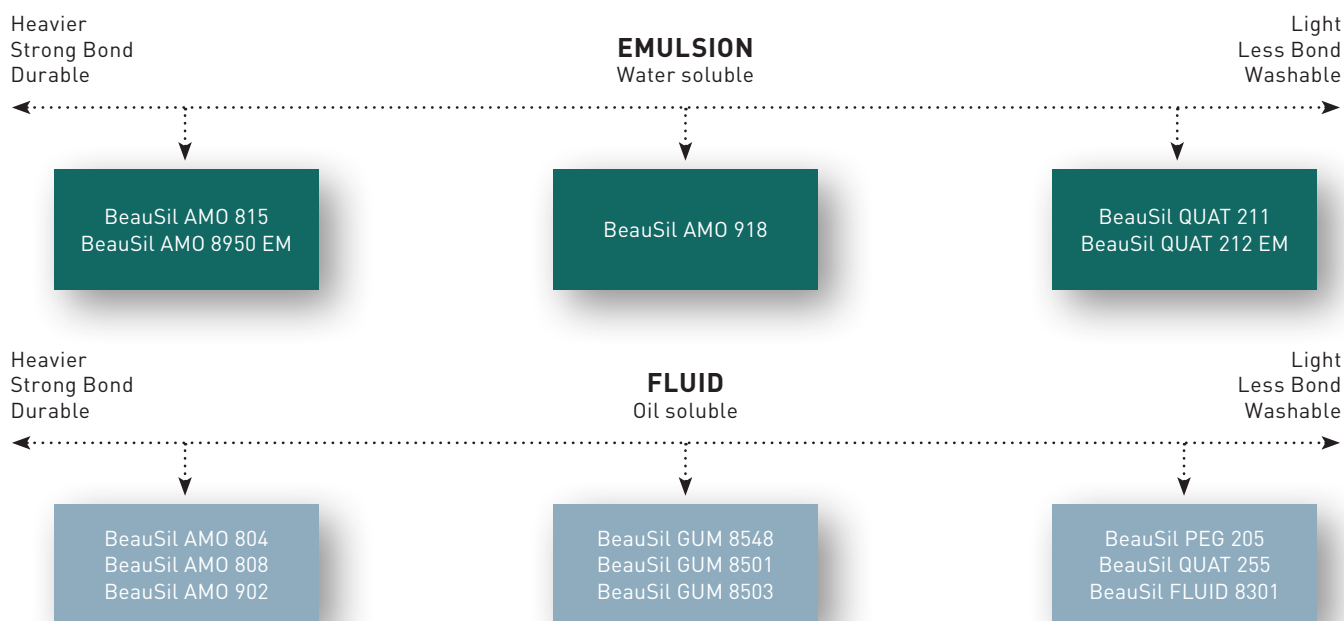 Heavier
Strong Bond
Durable
EMULSION
Water soluble
Light
Less Bond
Washable
BeauSil AMO 815
BeauSil AMO 8950 EM
BeauSil AMO 918
BeauSil QUAT 211
BeauSil QUAT 212 EM
Heavier
Strong Bond
Durable
FLUID
Oil soluble
Light
Less Bond
Washable
BeauSil AMO 804
BeauSil AMO 808
BeauSil AMO 902
BeauSil GUM 8548
BeauSil GUM 8501
BeauSil GUM 8503
BeauSil PEG 205
BeauSil QUAT 255
BeauSil FLUID 8301